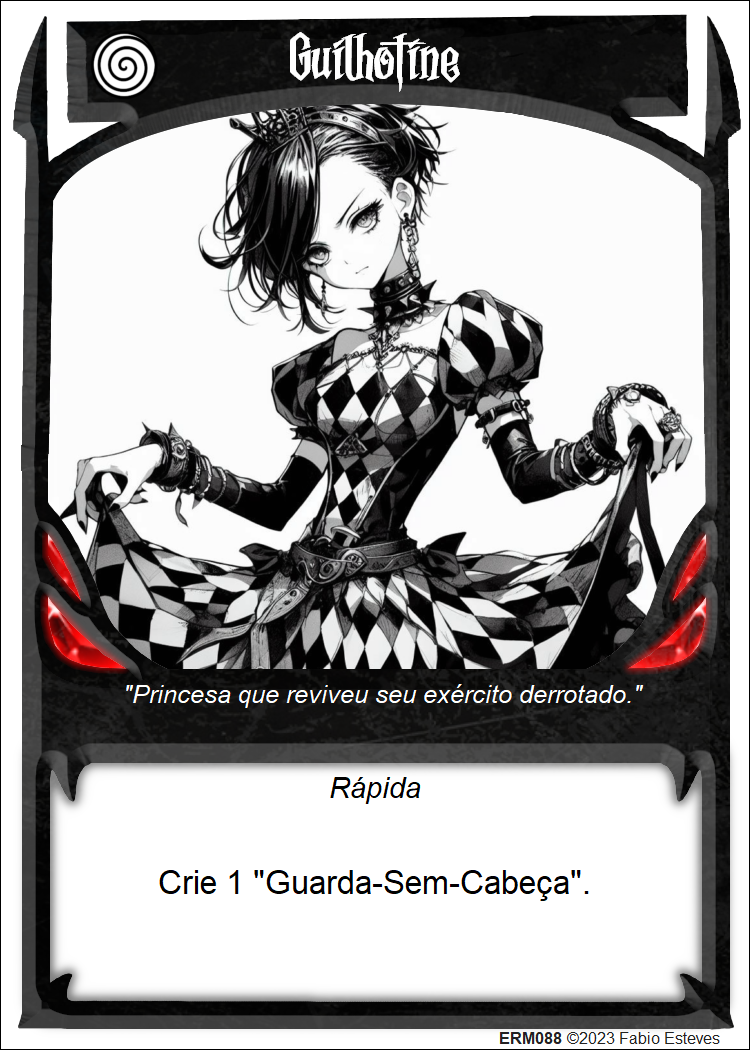 Guilhotine
"Princesa que reviveu seu exército derrotado."
Rápida
Crie 1 "Guarda-Sem-Cabeça".
ERM088 ©2023 Fabio Esteves